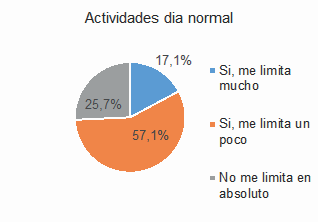 Actividades dia normal
17,1%
25,7%
57,1%
Si, me limita
mucho
Si, me limita un
poco
No me limita en
absoluto